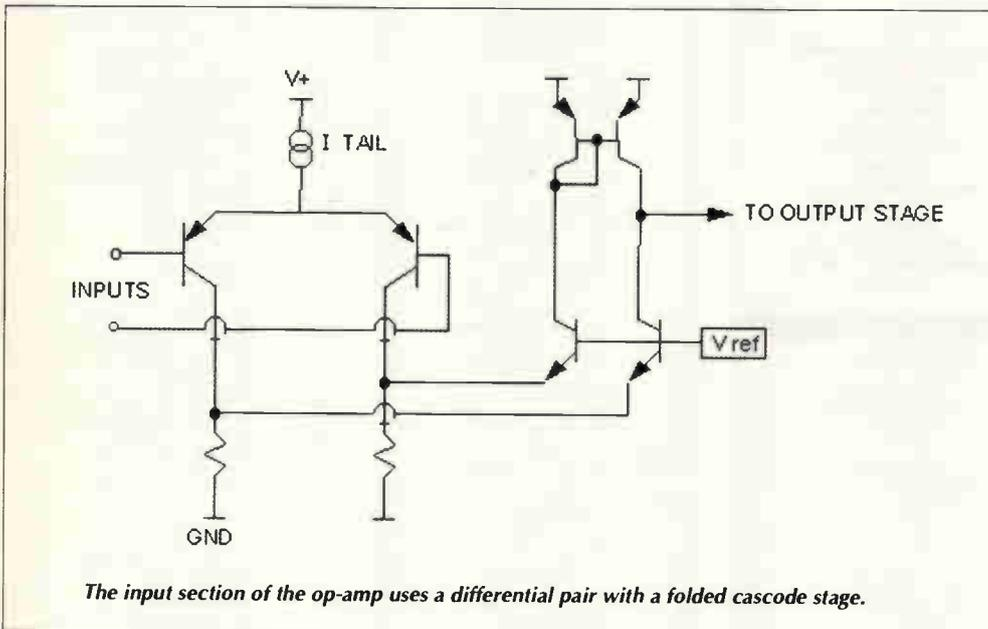 V+
I TAIL
TO OUTPUT STAGE
INPUTS
V ref
GND
The input section of the op-amp uses a differential pair with a folded cascode stage.